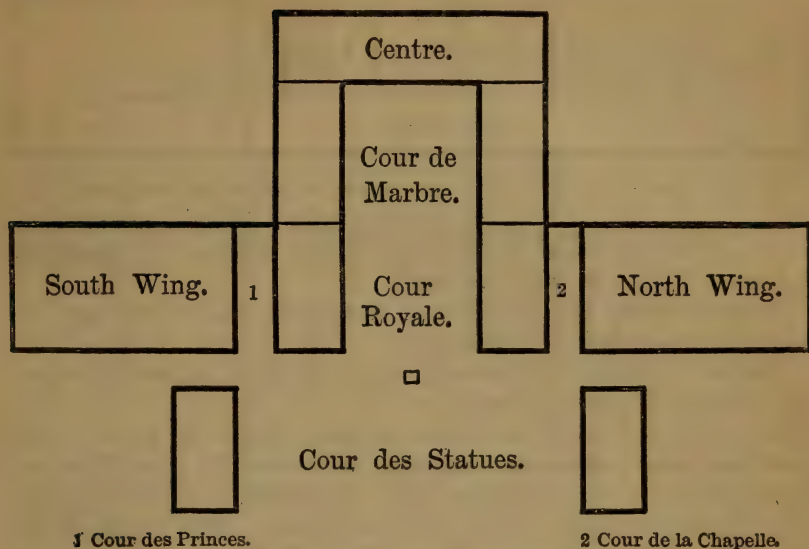 Centre.
Cour de
Marbre.
South Wing.
1
Cour
Royale.
2
North Wing.
Cour des Statues.
1 Cour des Princes.
2 Cour de la Chapelle.